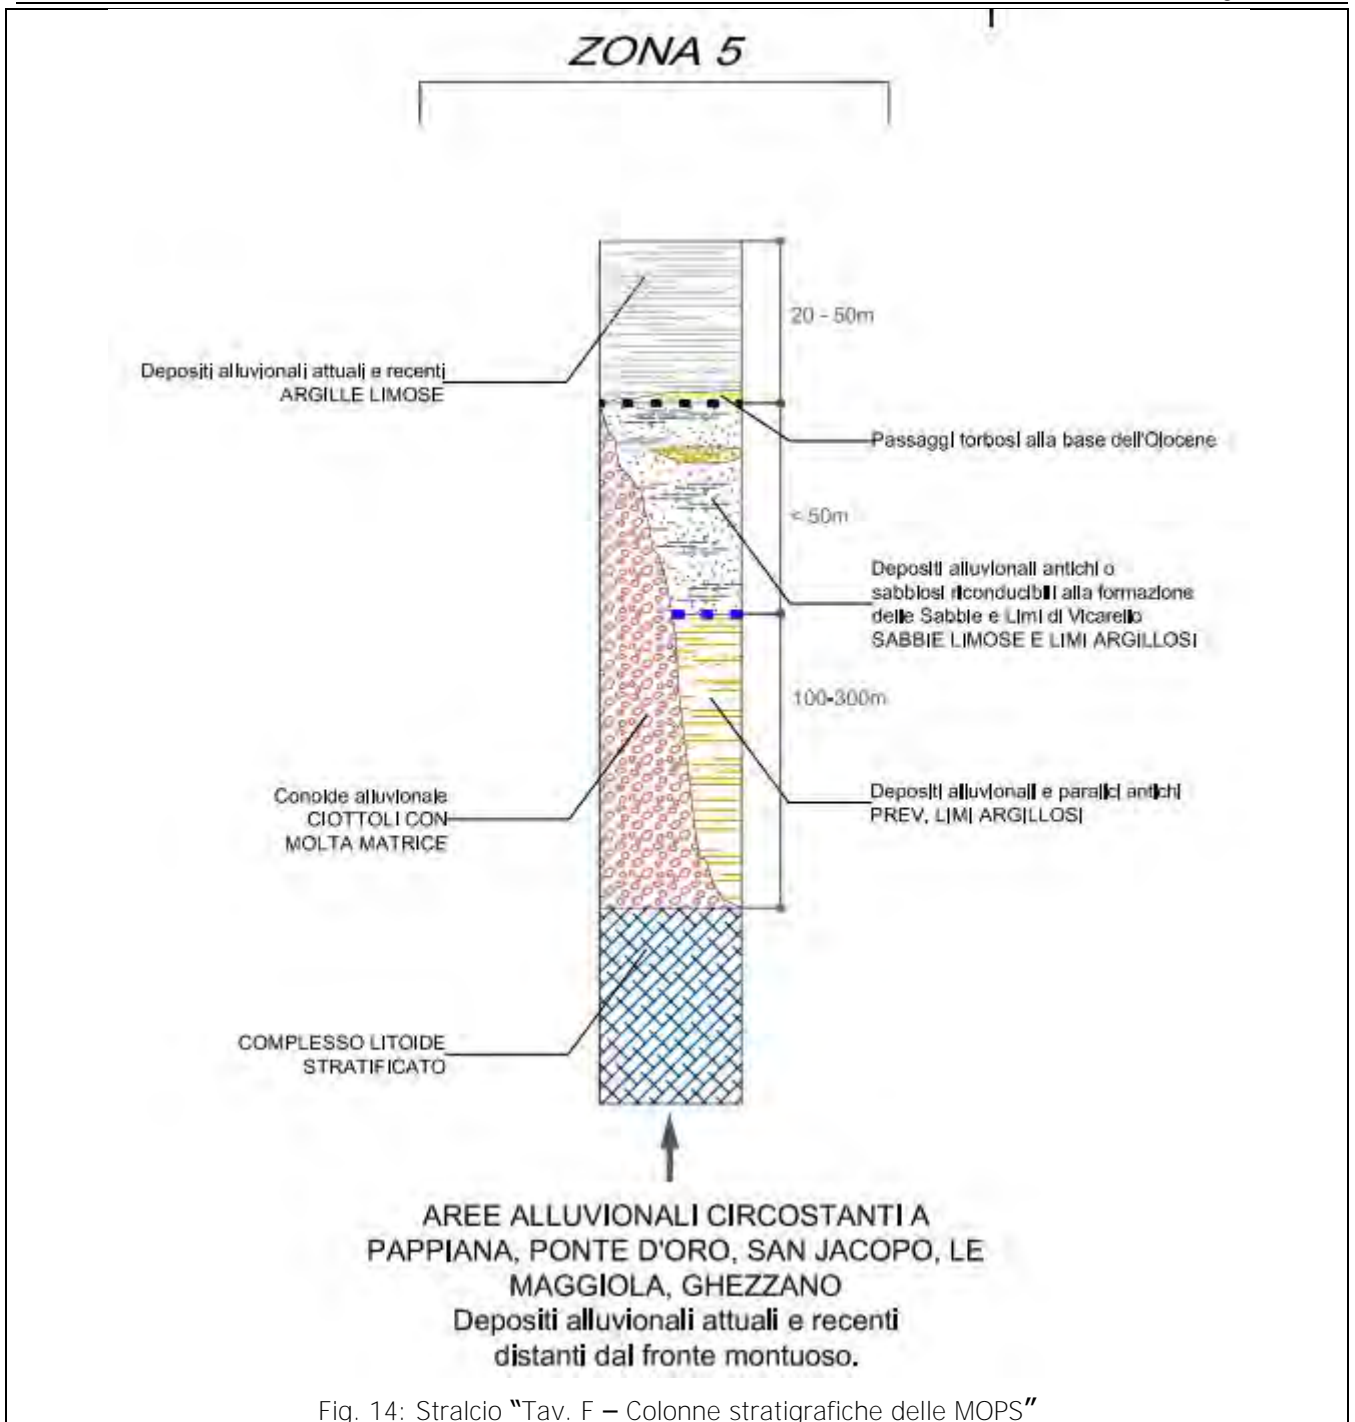 ZONA 5
20 - 50m
Depositi alluvionali attuali e recenti
ARGILLE LIMOSE
Passaggi torbosi alla base dell'Olocene
< 50m
Depositi alluvionali antichi o
sabbiosi riconducibili alla formazione
delle Sabbie e Limi di Vicarello
SABBIE LIMOSE E LIMI ARGILLOSI
100-300m
Conoide alluvionale
CIOTTOLI CON
MOLTA MATRICE
Depositi alluvionali e paralici antichi
PREV. LIMI ARGILLOSI
COMPLESSO LITOIDE
STRATIFICATO
AREE ALLUVIONALI CIRCOSTANTI A
PAPPIANA, PONTE D'ORO, SAN JACOPO, LE
MAGGIOLA, GHEZZANO
Depositi alluvionali attuali e recenti
distanti dal fronte montuoso.
Fig. 14: Stralcio "Tav. F – Colonne stratigrafiche delle MOPS"